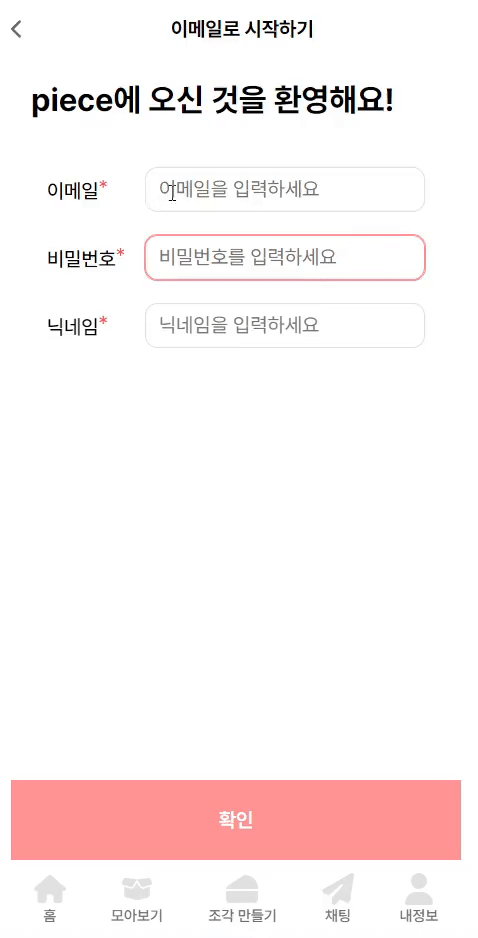 이메일로 시작하기
piece에 오신 것을 환영해요!
이메일* 이메일을 입력하세요
비밀번호* 비밀번호를 입력하세요
닉네임* 닉네임을 입력하세요
확인
홈 모아보기 조각 만들기 채팅 내정보